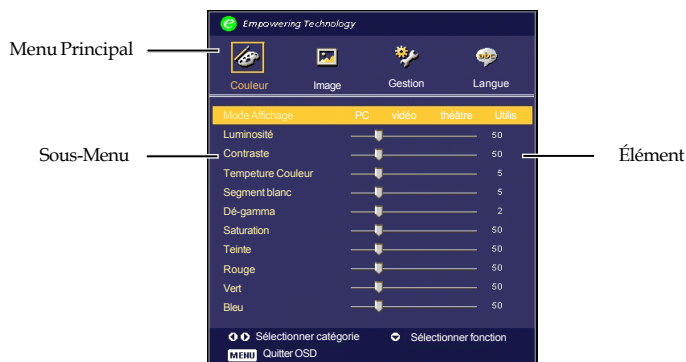 Empowering Technology
Menu Principal
abc
Couleur Image Gestion Langue
Mode Affichage PC vidéo théâtre Utilis
Luminosité 50
Sous-Menu Contraste 50 Élément
Tempeture Couleur 5
Segment blanc 5
Dé-gamma 2
Saturation 50
Teinte 50
Rouge 50
Vert 50
Bleu 50
Sélectionner catégorie Sélectionner fonction
MENU Quitter OSD